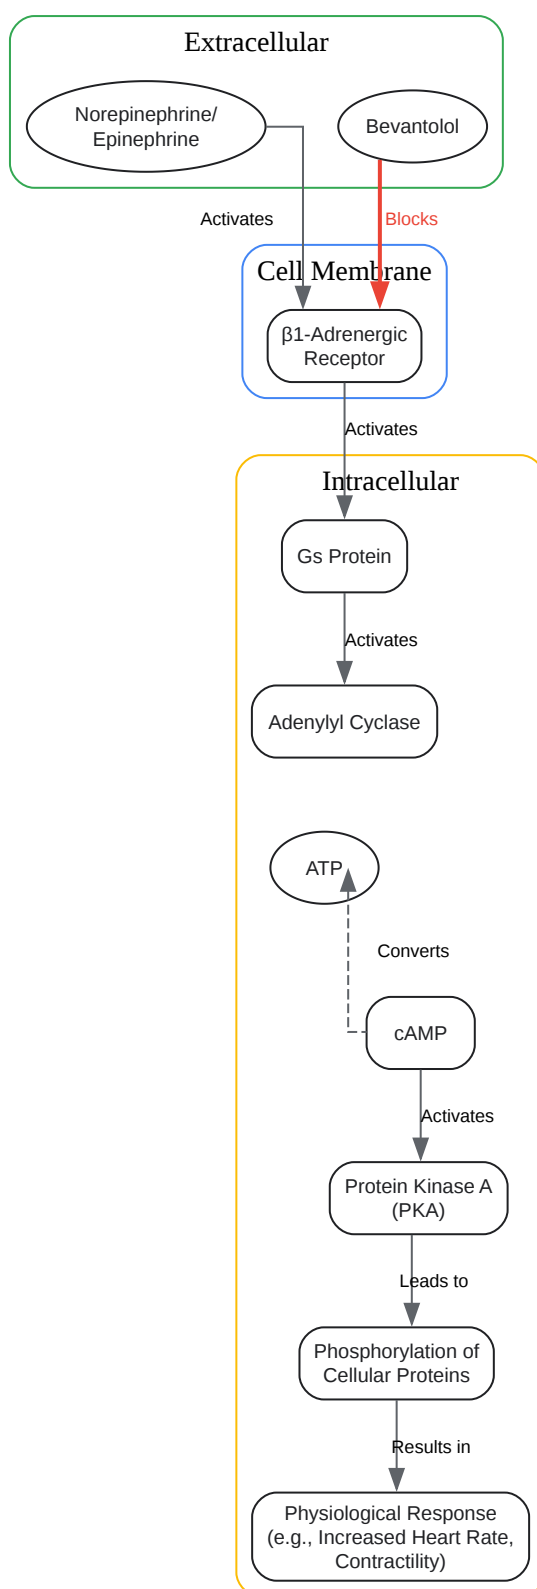 Extracellular
Norepinephrine/
Epinephrine
Bevantolol
Activates
Blocks
Cell Membrane
β1-Adrenergic
Receptor
Activates
Intracellular
Gs Protein
Activates
Adenylyl Cyclase
ATP
Converts
cAMP
Activates
Protein Kinase A
(PKA)
Leads to
Phosphorylation of
Cellular Proteins
Results in
Physiological Response
(e.g., Increased Heart Rate,
Contractility)